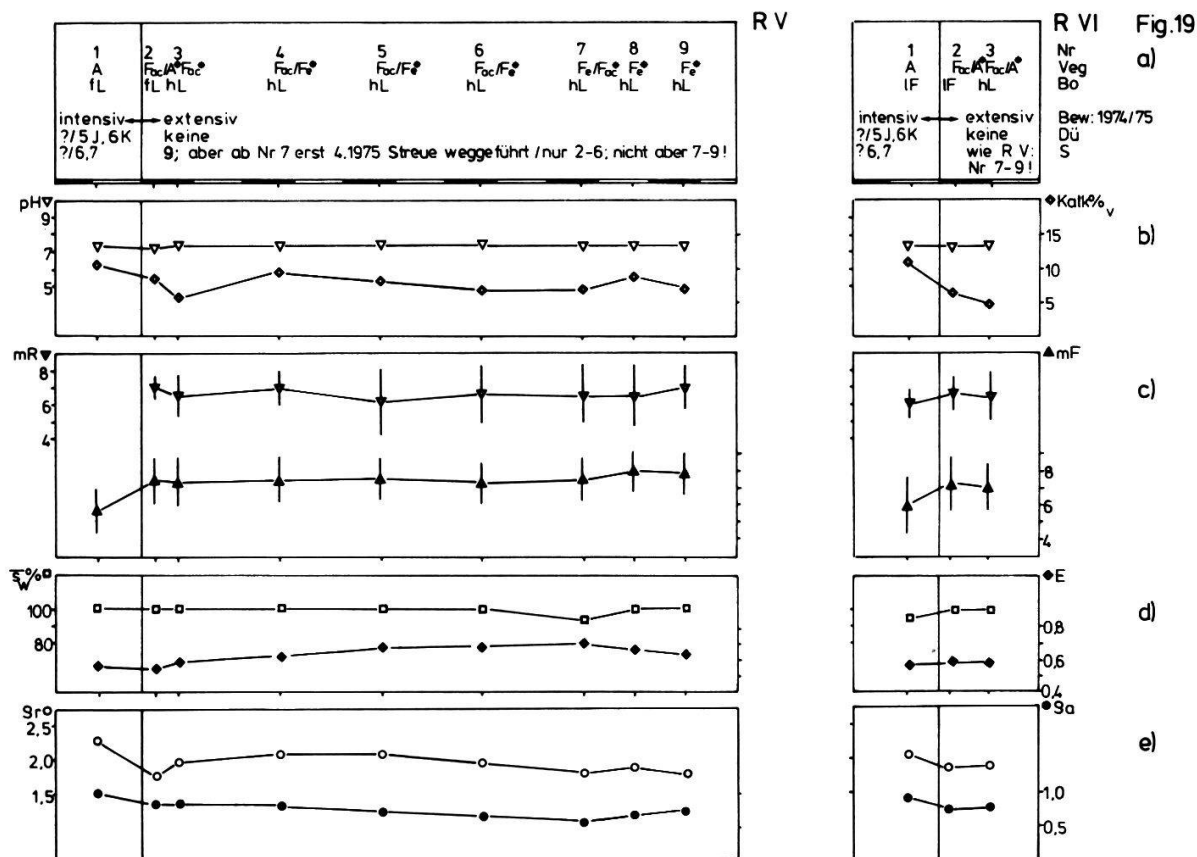 R V
R VI Fig.19
1 2 3 4 5 6 7 8 9
A Fac/A◆Fac◆ Fac/Fe◆ Fac/Fe◆ Fac/Fe◆ Fe/Fac◆ Fe◆ Fe◆
fL fL hL hL hL hL hL hL hL
intensiv ↔ extensiv
?/5J,6K keine
?/6,7 9; aber ab Nr 7 erst 4.1975 Streue weggeführt /nur 2-6; nicht aber 7-9!
1 2 3 Nr
A Fac/A◆Fac/A◆ Veg
lF lF hL Bo
a)
intensiv ↔ extensiv Bew: 1974/75
?/5J,6K keine Dü
?6,7 wie R V: S
Nr 7-9!
pH▽
9
7
5
◆Kalk%v
15
10
5
b)
mR▼
8
6
4
▲mF
8
6
4
c)
s̅w%□
100
80
◆E
0,8
0,6
0,4
d)
gr○
2,5
2,0
1,5
●ga
1,0
0,5
e)